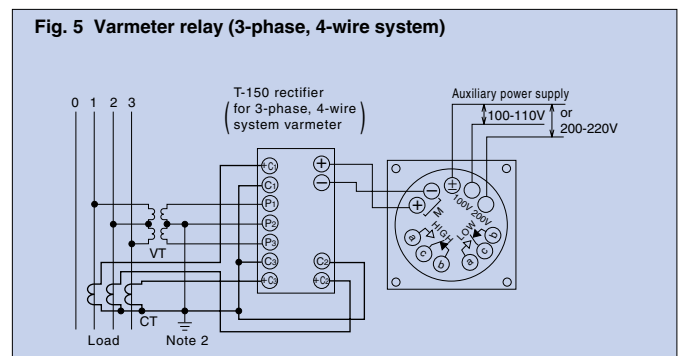 Fig. 5 Varmeter relay (3-phase, 4-wire system)
0 1 2 3
T-150 rectifier
(for 3-phase, 4-wire
system varmeter)
Auxiliary power supply
100-110V
or
200-220V
+C1
C1
P1
P2
P3
C3
+C3
+
−
C2
+C2
±
100V 200V
−
+
M
HIGH
LOW
a
c
b
a
c
b
VT
CT
Load
Note 2